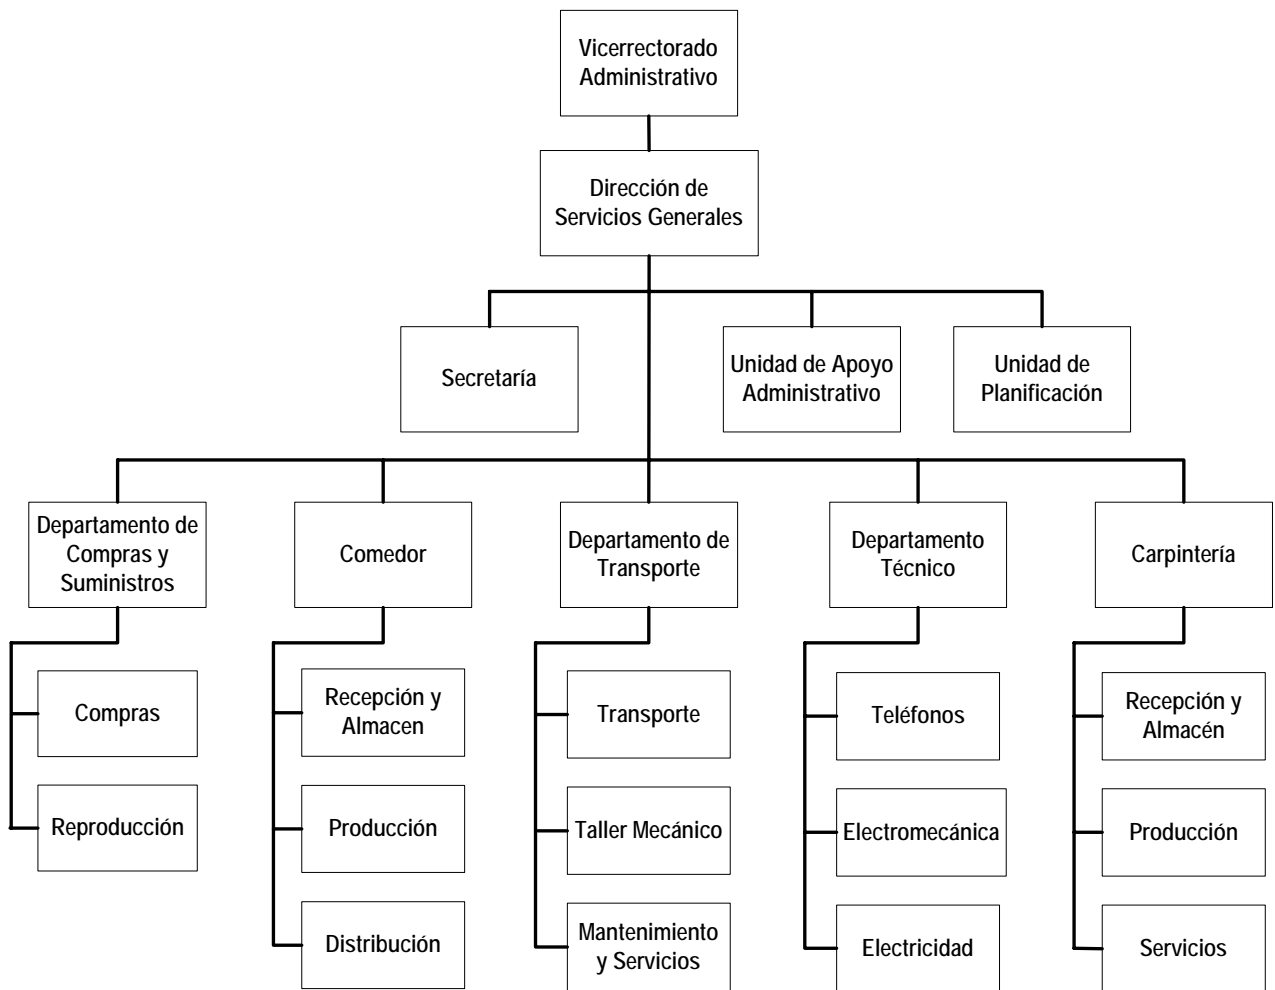 Vicerrectorado
Administrativo
Dirección de
Servicios Generales
Secretaría
Unidad de Apoyo
Administrativo
Unidad de
Planificación
Departamento de
Compras y
Suministros
Comedor
Departamento de
Transporte
Departamento
Técnico
Carpintería
Compras
Reproducción
Recepción y
Almacen
Producción
Distribución
Transporte
Taller Mecánico
Mantenimiento
y Servicios
Teléfonos
Electromecánica
Electricidad
Recepción y
Almacén
Producción
Servicios